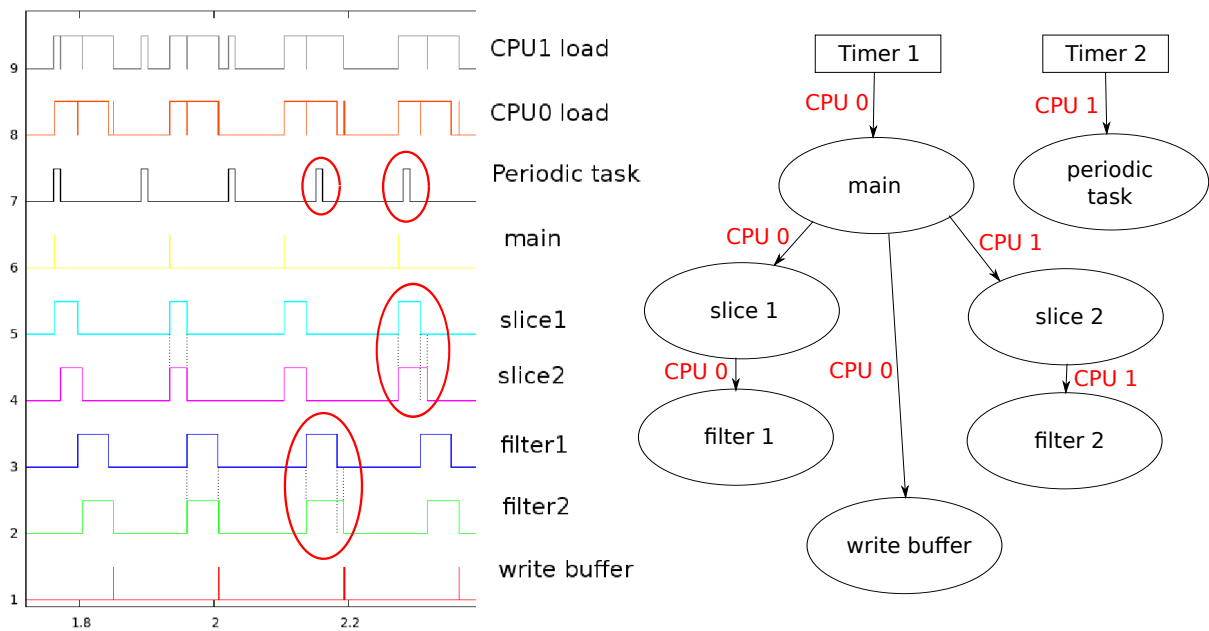 CPU1 load
9
CPU0 load
8
Periodic task
7
main
6
slice1
5
slice2
4
filter1
3
filter2
2
write buffer
1
1.8
2
2.2
Timer 1
Timer 2
CPU 0
CPU 1
main
periodic
task
CPU 0
CPU 1
slice 1
slice 2
CPU 0
CPU 0
CPU 1
filter 1
filter 2
write buffer